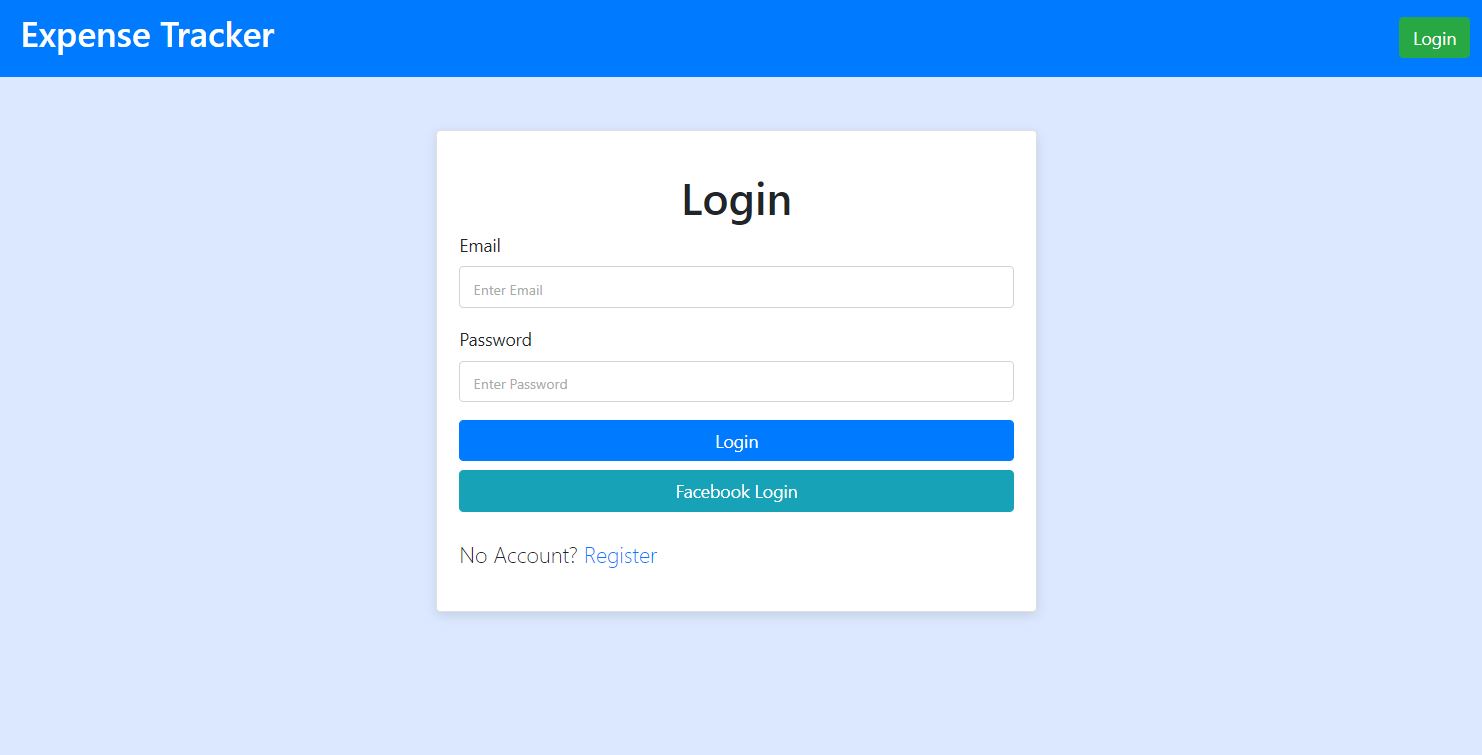 Expense Tracker
Login
Login
Email
Enter Email
Password
Enter Password
Login
Facebook Login
No Account? Register